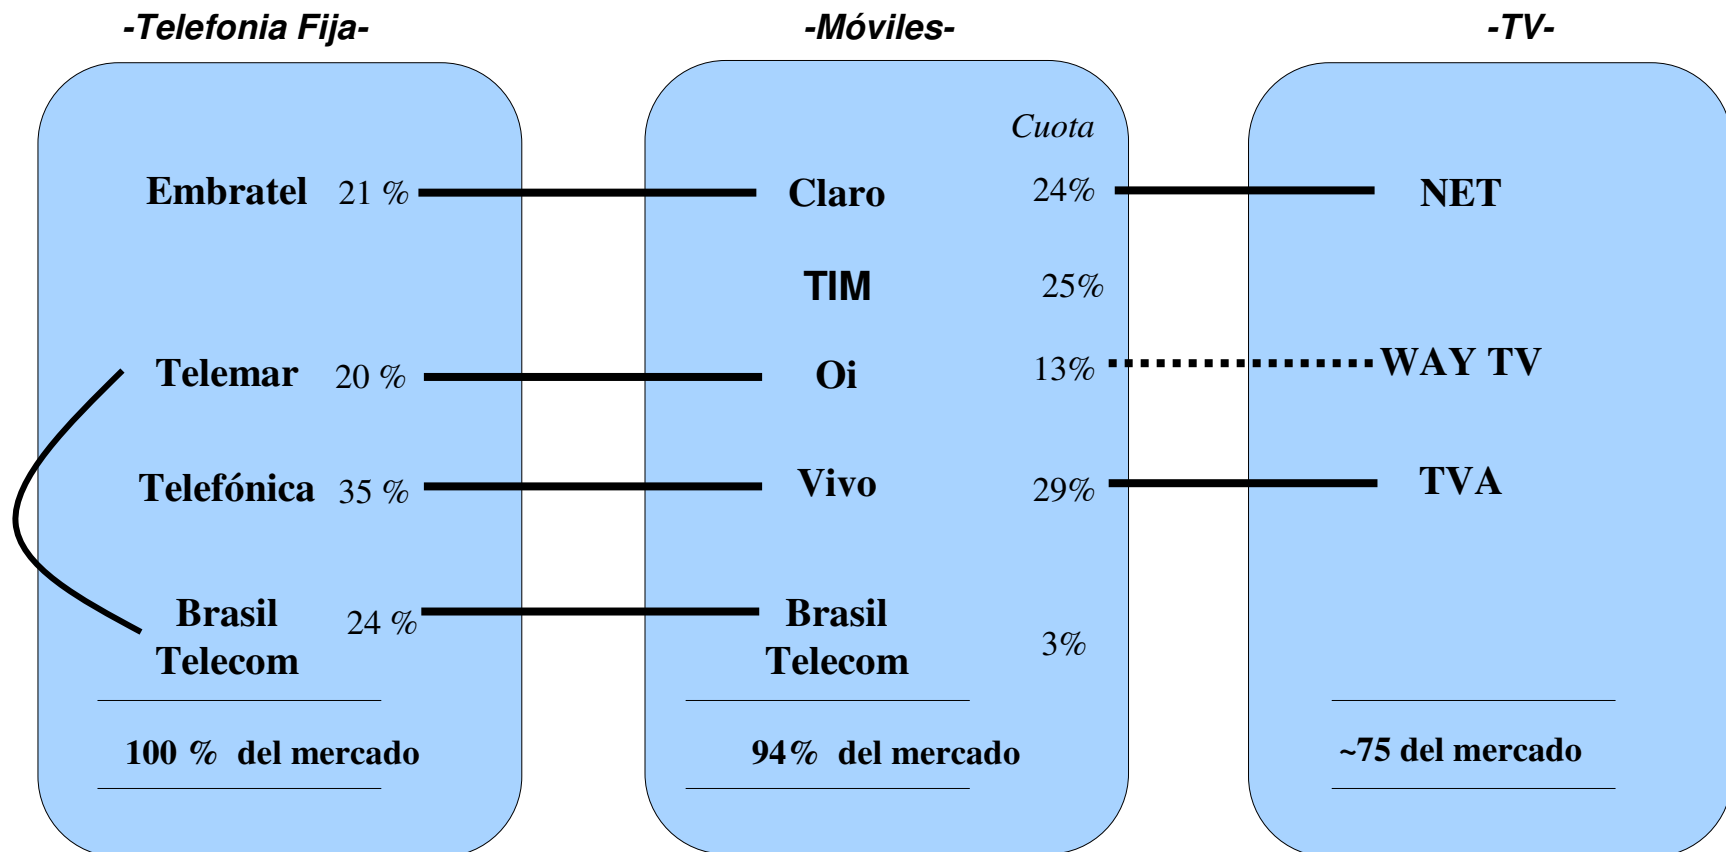 -Telefonia Fija-
-Móviles-
-TV-
Cuota
Embratel 21 %
Claro 24%
NET
TIM 25%
Telemar 20 %
Oi 13%
WAY TV
Telefónica 35 %
Vivo 29%
TVA
Brasil
Telecom
24 %
Brasil
Telecom
3%
100 % del mercado
94% del mercado
~75 del mercado